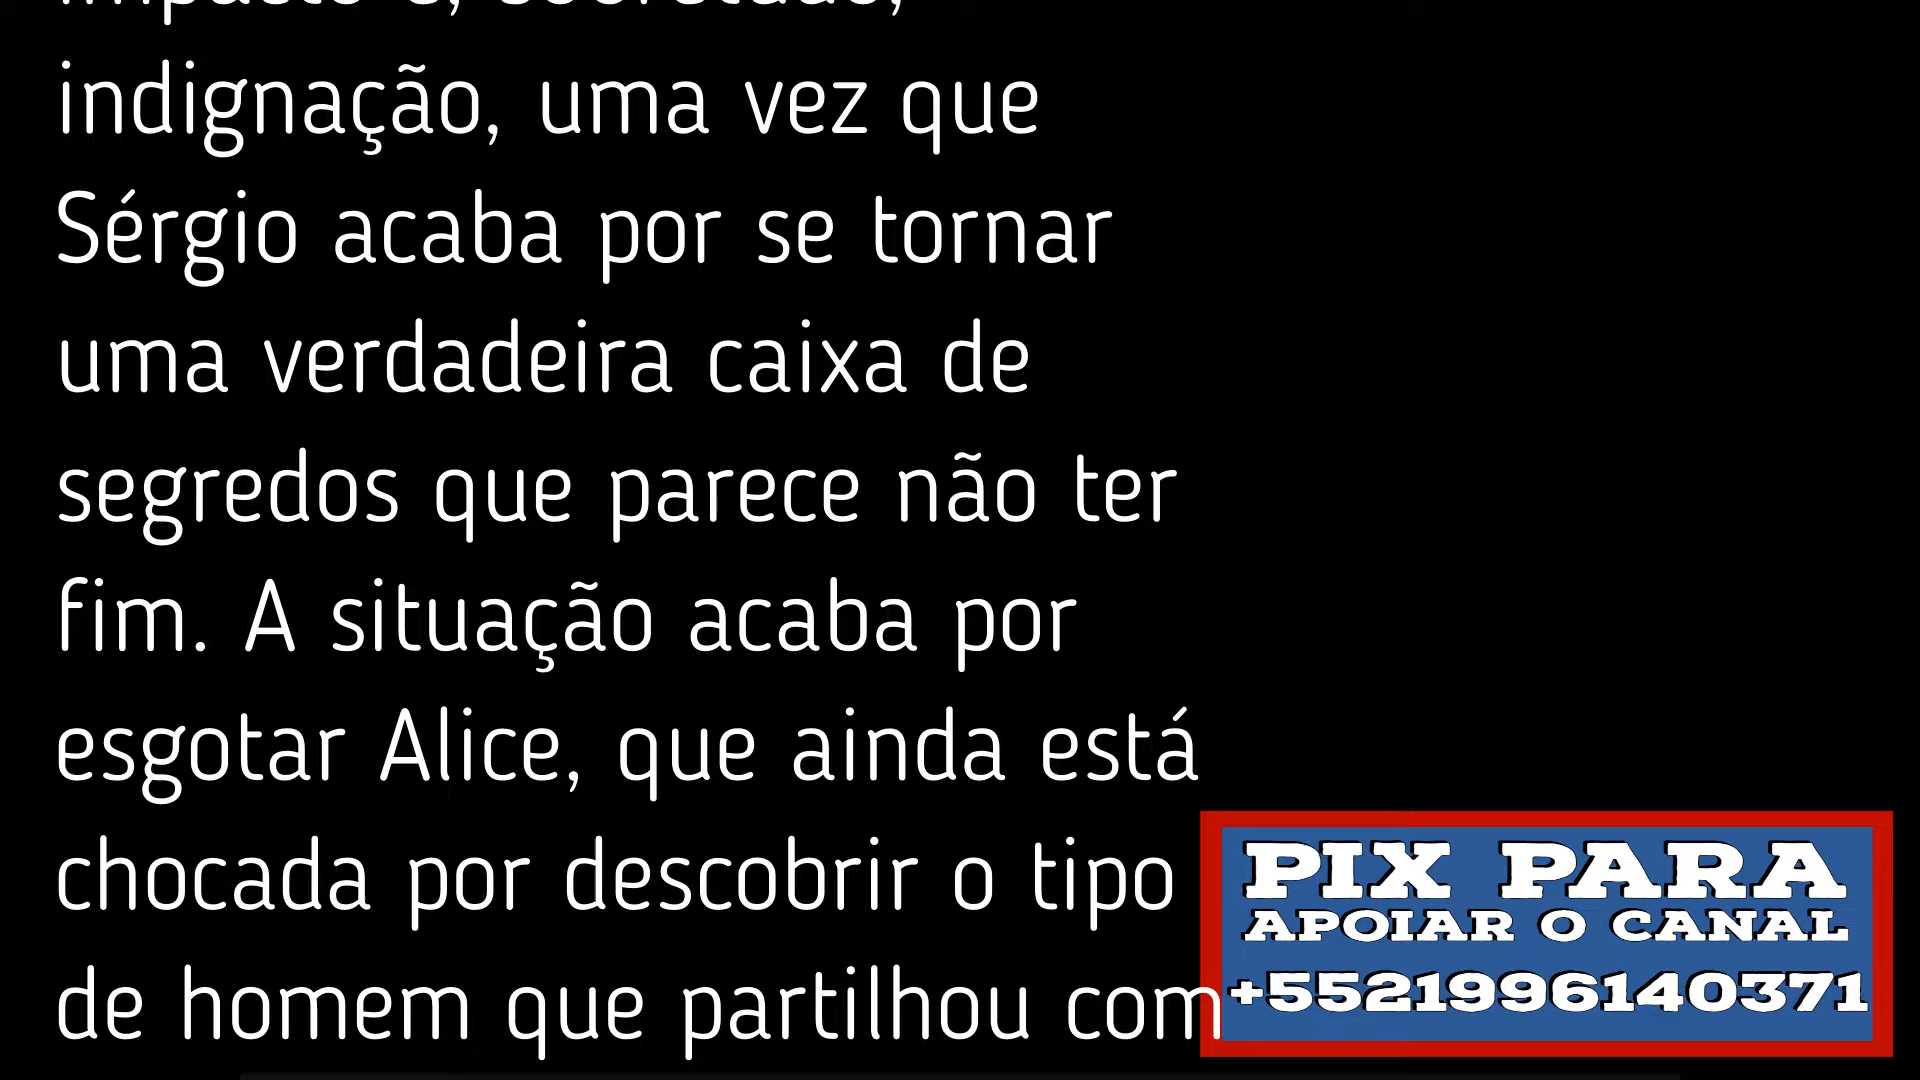 indignação, uma vez que
Sérgio acaba por se tornar
uma verdadeira caixa de
segredos que parece não ter
fim. A situação acaba por
esgotar Alice, que ainda está
chocada por descobrir o tipo
de homem que partilhou com
PIX PARA
APOIAR O CANAL
+5521996140371